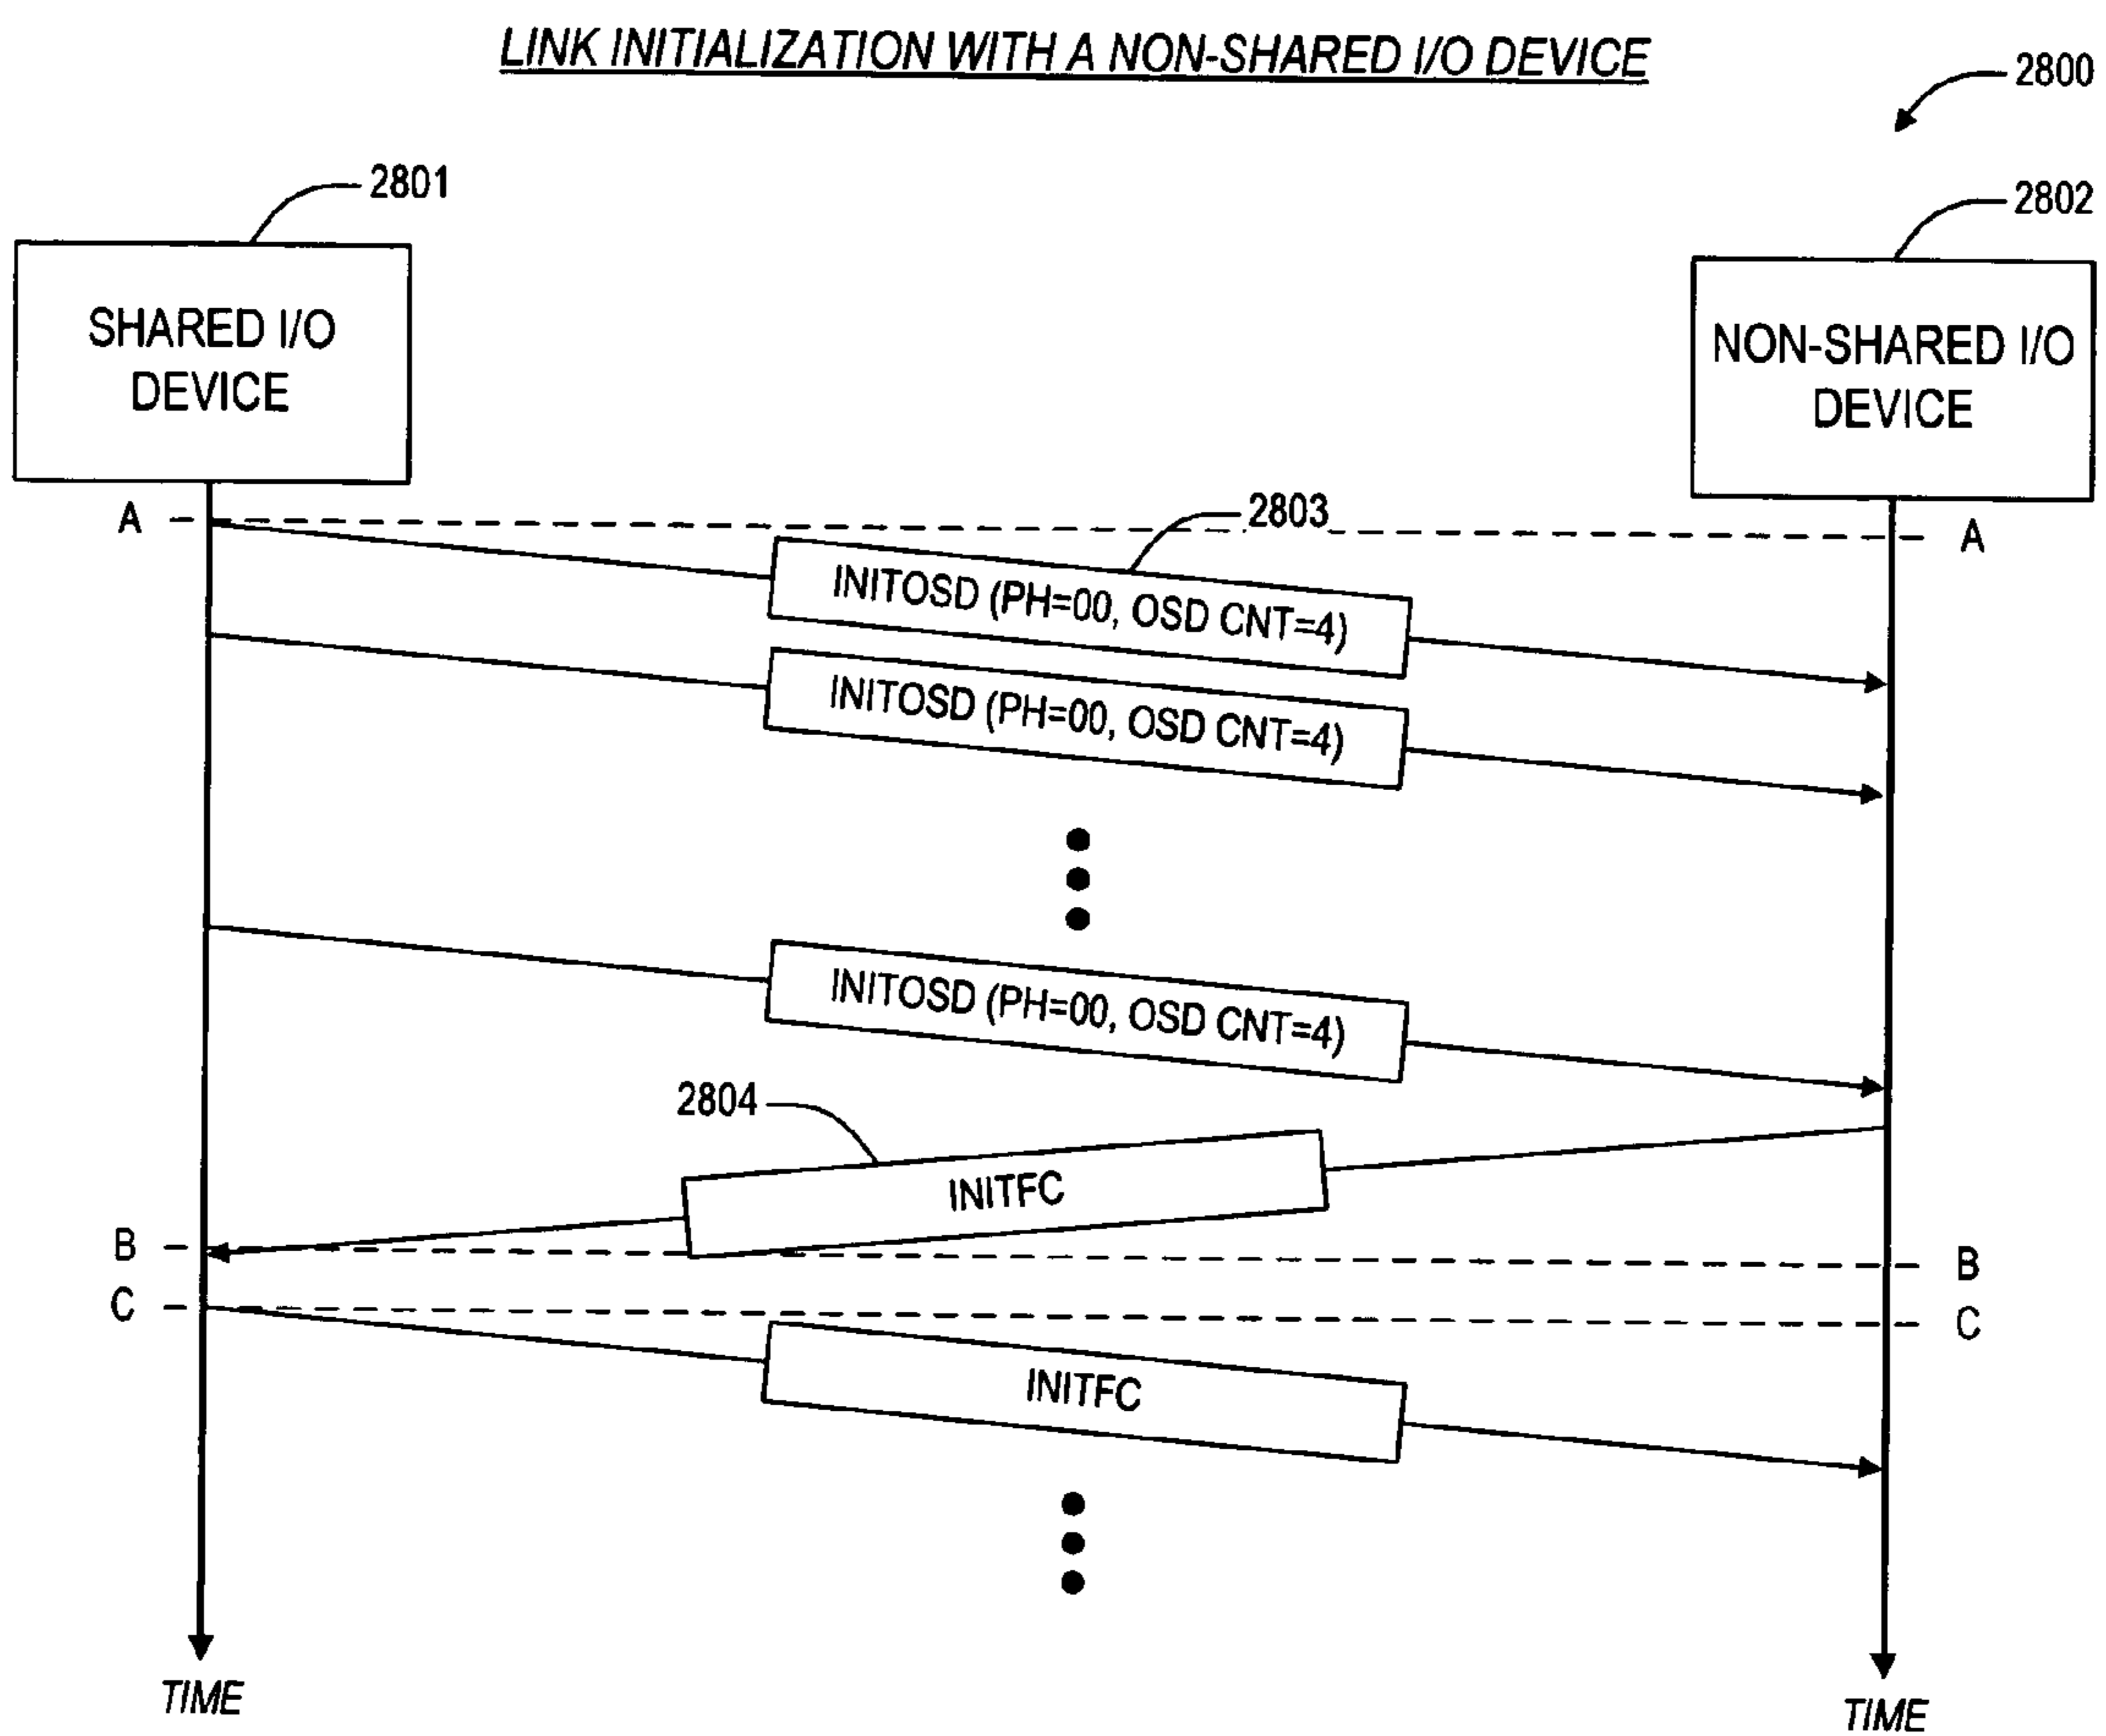 LINK INITIALIZATION WITH A NON-SHARED I/O DEVICE
2800
2801
2802
SHARED I/O
DEVICE
NON-SHARED I/O
DEVICE
A
2803
A
INITOSD (PH=00, OSD CNT=4)
INITOSD (PH=00, OSD CNT=4)
INITOSD (PH=00, OSD CNT=4)
2804
INITFC
B
B
C
C
INITFC
TIME
TIME